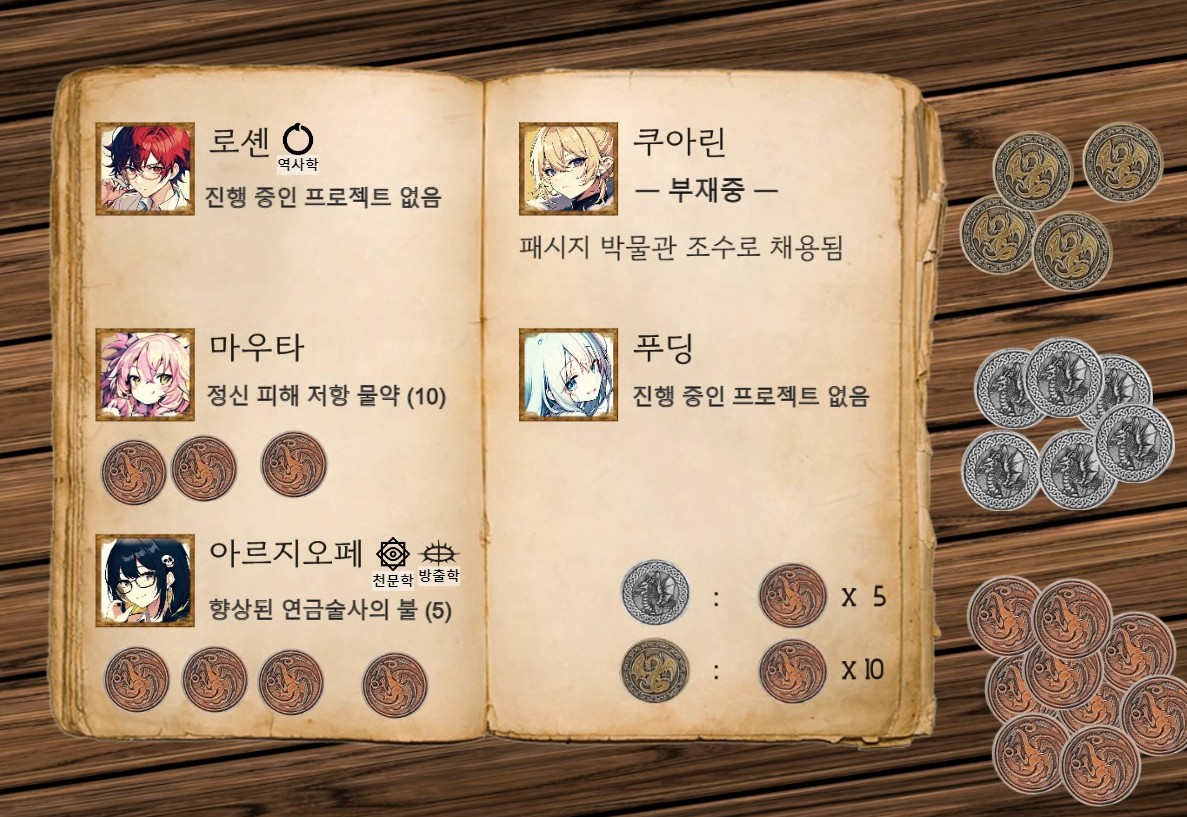 로셴
역사학
진행 중인 프로젝트 없음
마우타
정신 피해 저항 물약 (10)
아르지오페
천문학 방출학
향상된 연금술사의 불 (5)
쿠아린
— 부재중 —
패시지 박물관 조수로 채용됨
푸딩
진행 중인 프로젝트 없음
: X 5
: X 10